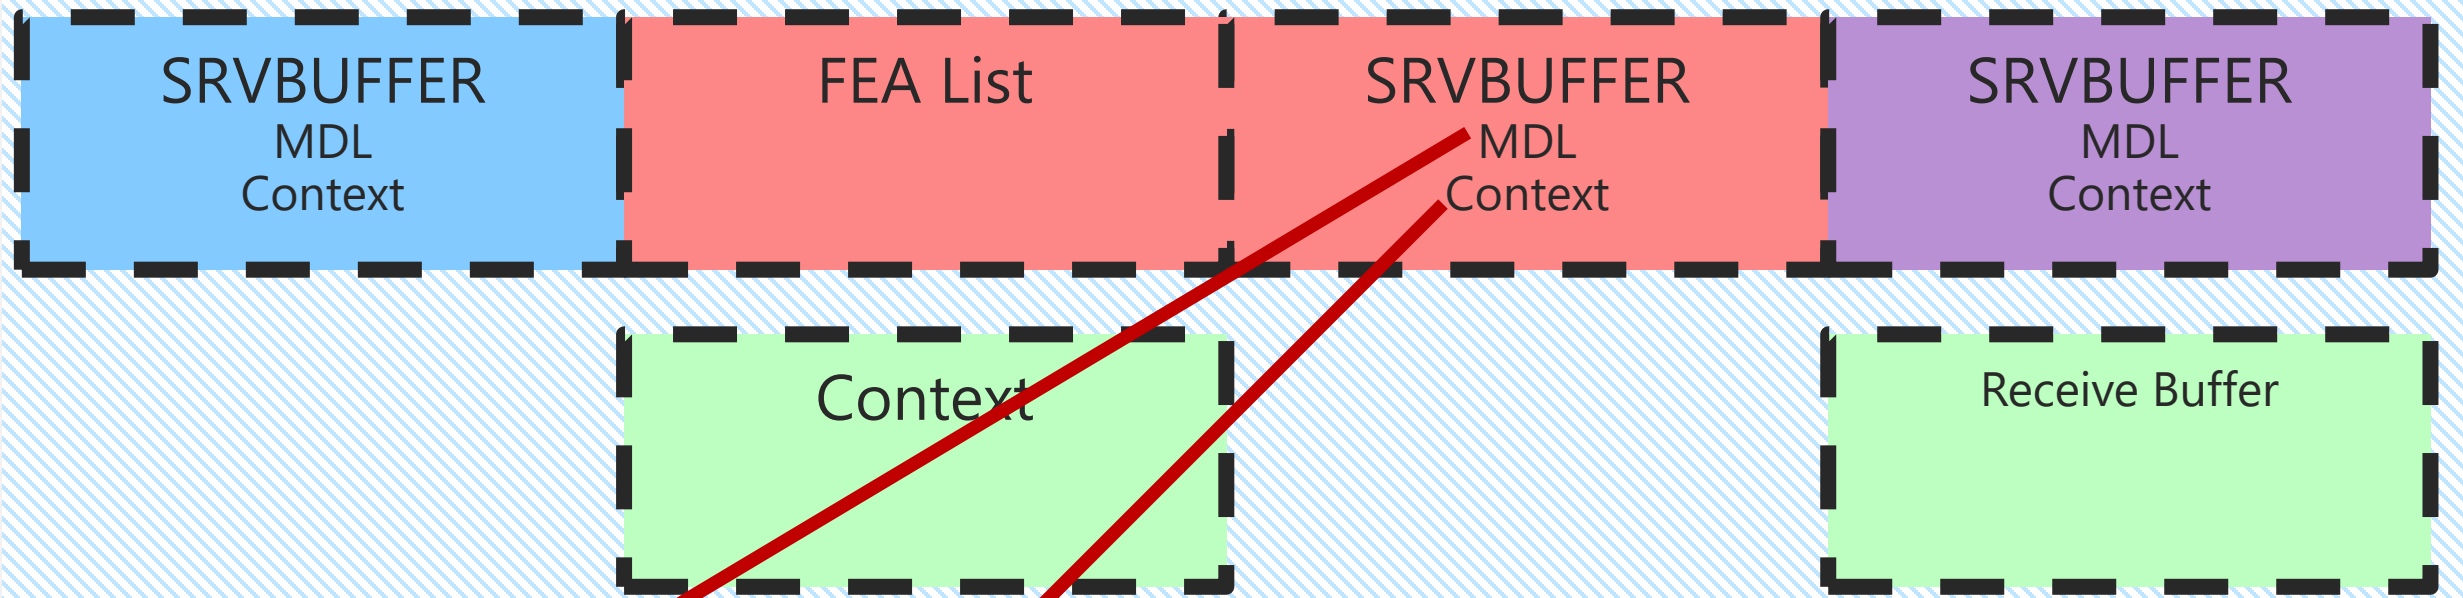 SRVBUFFER
MDL
Context
FEA List
SRVBUFFER
MDL
Context
SRVBUFFER
MDL
Context
Context
Receive Buffer